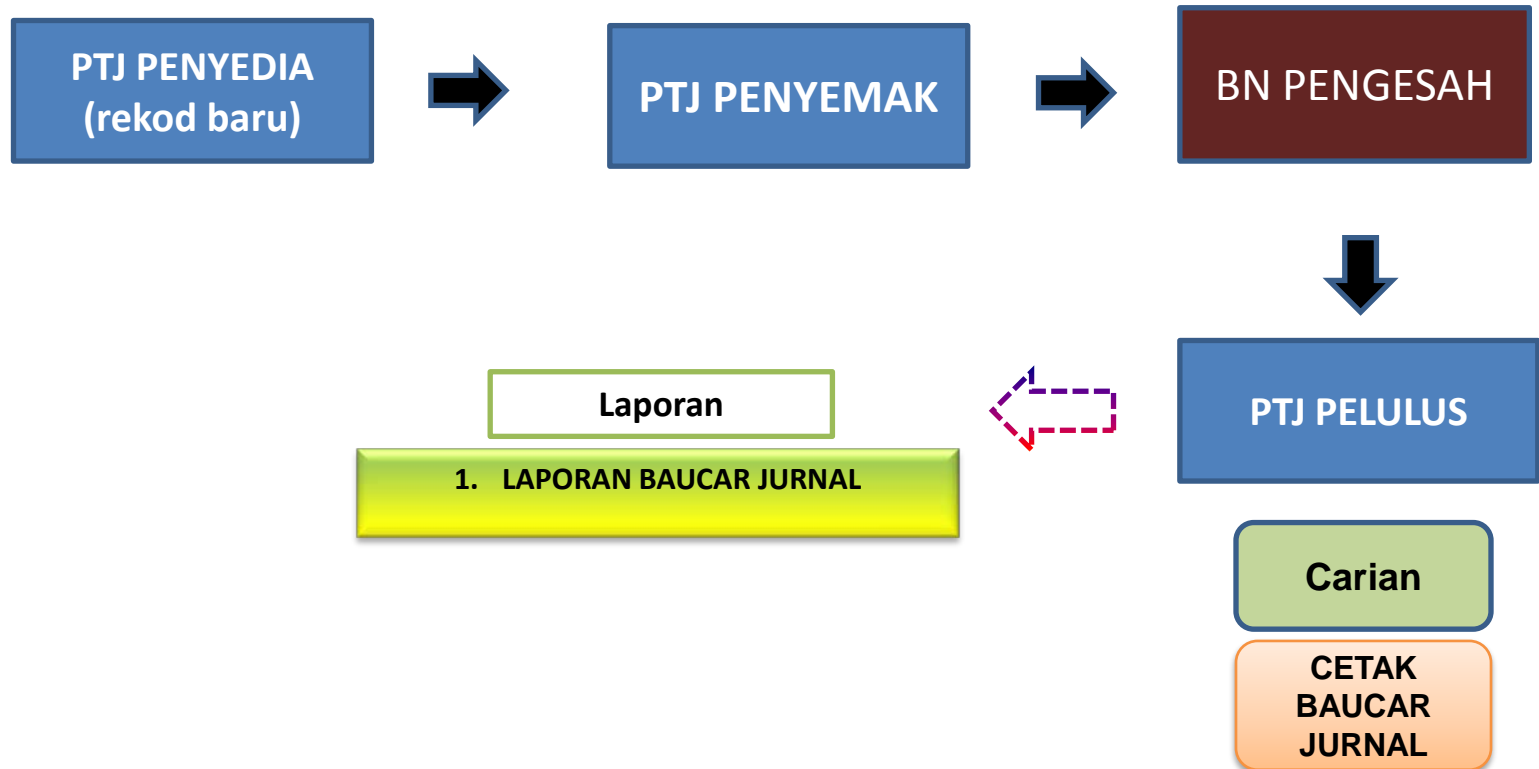 PTJ PENYEDIA
(rekod baru)
PTJ PENYEMAK
BN PENGESAH
PTJ PELULUS
Laporan
1. LAPORAN BAUCAR JURNAL
Carian
CETAK
BAUCAR
JURNAL